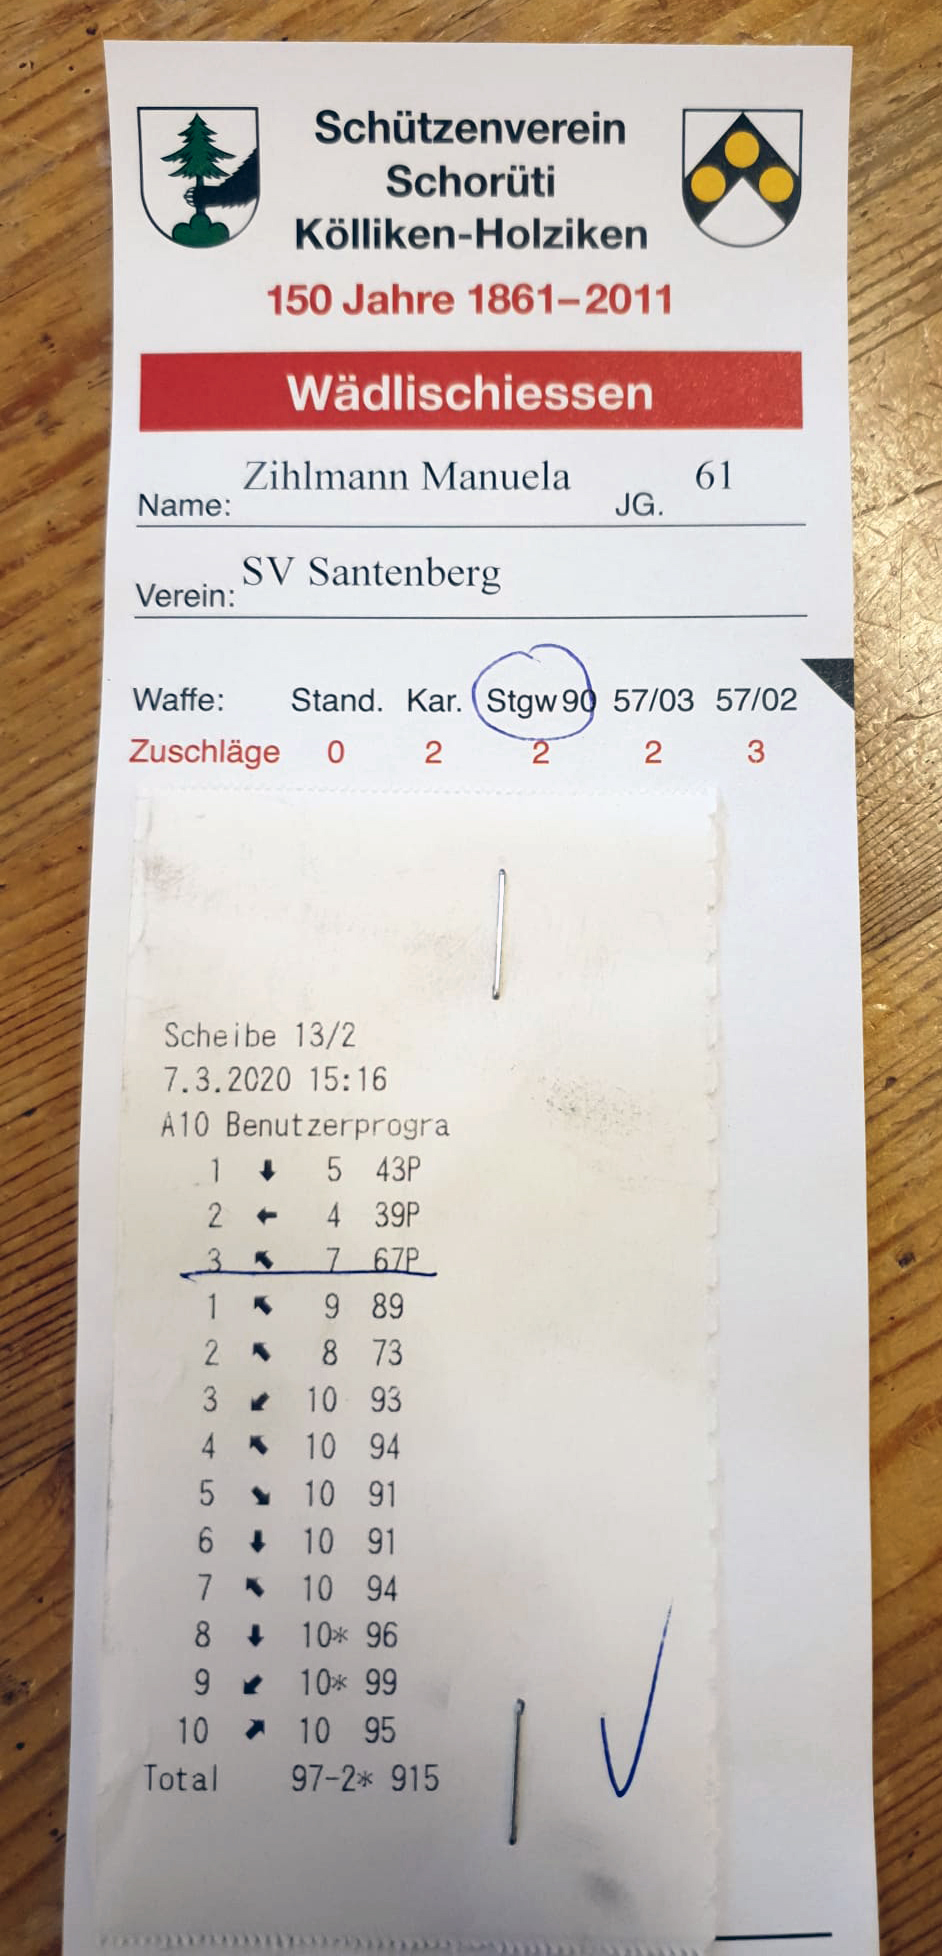 Schützenverein
Schorüti
Kölliken-Holziken
150 Jahre 1861–2011
Wädlischiessen
Name: Zihlmann Manuela JG. 61
Verein: SV Santenberg
Waffe: Stand. Kar. Stgw 90 57/03 57/02
Zuschläge 0 2 2 2 3
Scheibe 13/2
7.3.2020 15:16
A10 Benutzerprogra
1 ⬇ 5 43P
2 ⬅ 4 39P
3 ⬉ 7 67P
1 ⬉ 9 89
2 ⬉ 8 73
3 ⬋ 10 93
4 ⬉ 10 94
5 ⬊ 10 91
6 ⬇ 10 91
7 ⬉ 10 94
8 ⬇ 10* 96
9 ⬋ 10* 99
10 ⬈ 10 95
Total 97-2* 915